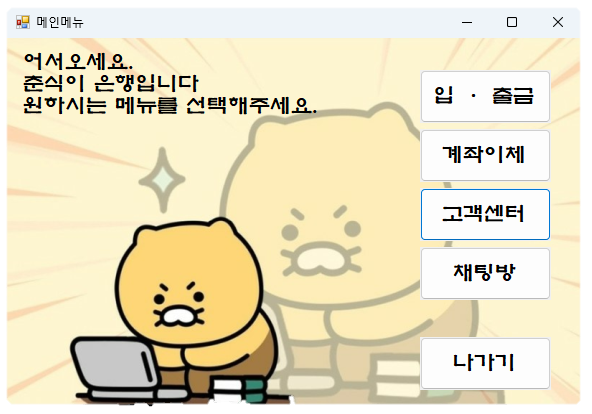 메인메뉴
어서오세요.
춘식이 은행입니다
원하시는 메뉴를 선택해주세요.
입 · 출금
계좌이체
고객센터
채팅방
나가기